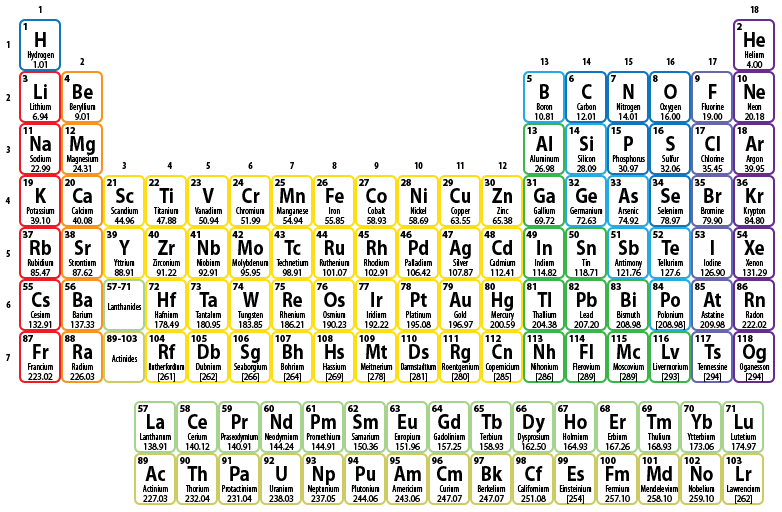 1 18
1
1 2
H He
Hydrogen Helium
1.01 4.00
2 13 14 15 16 17
2
3 4 5 6 7 8 9 10
Li Be B C N O F Ne
Lithium Beryllium Boron Carbon Nitrogen Oxygen Fluorine Neon
6.94 9.01 10.81 12.01 14.01 16.00 19.00 20.18
3
11 12 13 14 15 16 17 18
Na Mg Al Si P S Cl Ar
Sodium Magnesium Aluminum Silicon Phosphorus Sulfur Chlorine Argon
22.99 24.31 26.98 28.09 30.97 32.06 35.45 39.95
3 4 5 6 7 8 9 10 11 12
4
19 20 21 22 23 24 25 26 27 28 29 30 31 32 33 34 35 36
K Ca Sc Ti V Cr Mn Fe Co Ni Cu Zn Ga Ge As Se Br Kr
Potassium Calcium Scandium Titanium Vanadium Chromium Manganese Iron Cobalt Nickel Copper Zinc Gallium Germanium Arsenic Selenium Bromine Krypton
39.10 40.08 44.96 47.88 50.94 51.99 54.94 55.85 58.93 58.69 63.55 65.38 69.72 72.63 74.92 78.97 79.90 84.80
5
37 38 39 40 41 42 43 44 45 46 47 48 49 50 51 52 53 54
Rb Sr Y Zr Nb Mo Tc Ru Rh Pd Ag Cd In Sn Sb Te I Xe
Rubidium Strontium Yttrium Zirconium Niobium Molybdenum Technetium Ruthenium Rhodium Palladium Silver Cadmium Indium Tin Antimony Tellurium Iodine Xenon
85.47 87.62 88.91 91.22 92.91 95.95 98.91 101.07 102.91 106.42 107.87 112.41 114.82 118.71 121.76 127.6 126.90 131.29
6
55 56 57-71 72 73 74 75 76 77 78 79 80 81 82 83 84 85 86
Cs Ba Hf Ta W Re Os Ir Pt Au Hg Tl Pb Bi Po At Rn
Cesium Barium Lanthanides Hafnium Tantalum Tungsten Rhenium Osmium Iridium Platinum Gold Mercury Thallium Lead Bismuth Polonium Astatine Radon
132.91 137.33 178.49 180.95 183.85 186.21 190.23 192.22 195.08 196.97 200.59 204.38 207.20 208.98 [208.98] 209.98 222.02
7
87 88 89-103 104 105 106 107 108 109 110 111 112 113 114 115 116 117 118
Fr Ra Rf Db Sg Bh Hs Mt Ds Rg Cn Nh Fl Mc Lv Ts Og
Francium Radium Actinides Rutherfordium Dubnium Seaborgium Bohrium Hassium Meitnerium Darmstadtium Roentgenium Copernicium Nihonium Flerovium Moscovium Livermorium Tennessine Oganesson
223.02 226.03 [261] [262] [266] [264] [269] [278] [281] [280] [285] [286] [289] [289] [293] [294] [294]
57 58 59 60 61 62 63 64 65 66 67 68 69 70 71
La Ce Pr Nd Pm Sm Eu Gd Tb Dy Ho Er Tm Yb Lu
Lanthanum Cerium Praseodymium Neodymium Promethium Samarium Europium Gadolinium Terbium Dysprosium Holmium Erbium Thulium Ytterbium Lutetium
138.91 140.12 140.91 144.24 144.91 150.36 151.96 157.25 158.93 162.50 164.93 167.26 168.93 173.06 174.97
89 90 91 92 93 94 95 96 97 98 99 100 101 102 103
Ac Th Pa U Np Pu Am Cm Bk Cf Es Fm Md No Lr
Actinium Thorium Protactinium Uranium Neptunium Plutonium Americium Curium Berkelium Californium Einsteinium Fermium Mendelevium Nobelium Lawrencium
227.03 232.04 231.04 238.03 237.05 244.06 243.06 247.07 247.07 251.08 [254] 257.10 258.10 259.10 [262]